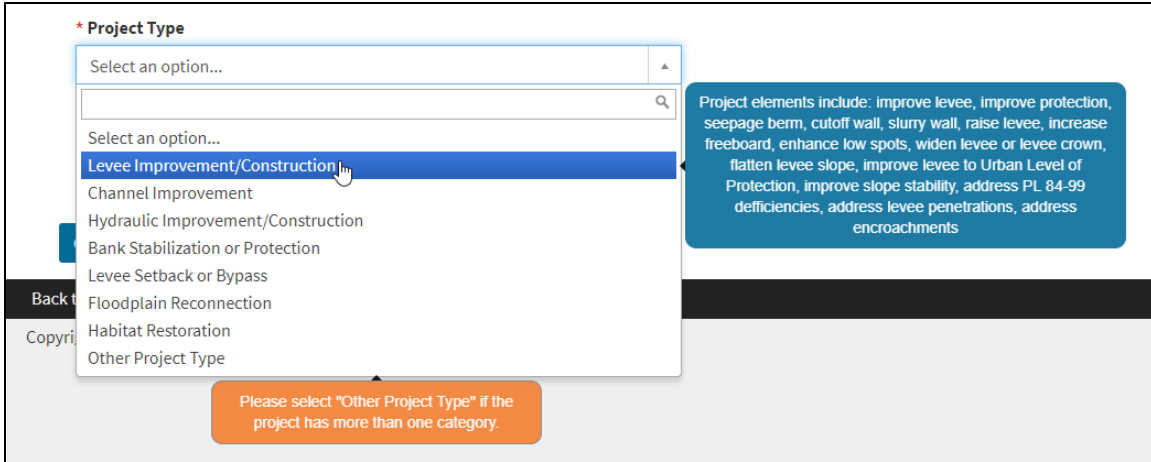 * Project Type
Select an option...
Select an option...
Levee Improvement/Construction
Channel Improvement
Hydraulic Improvement/Construction
Bank Stabilization or Protection
Levee Setback or Bypass
Floodplain Reconnection
Habitat Restoration
Other Project Type
Project elements include: improve levee, improve protection,
seepage berm, cutoff wall, slurry wall, raise levee, increase
freeboard, enhance low spots, widen levee or levee crown,
flatten levee slope, improve levee to Urban Level of
Protection, improve slope stability, address PL 84-99
defficiencies, address levee penetrations, address
encroachments
Back t
Copyri
Please select "Other Project Type" if the
project has more than one category.